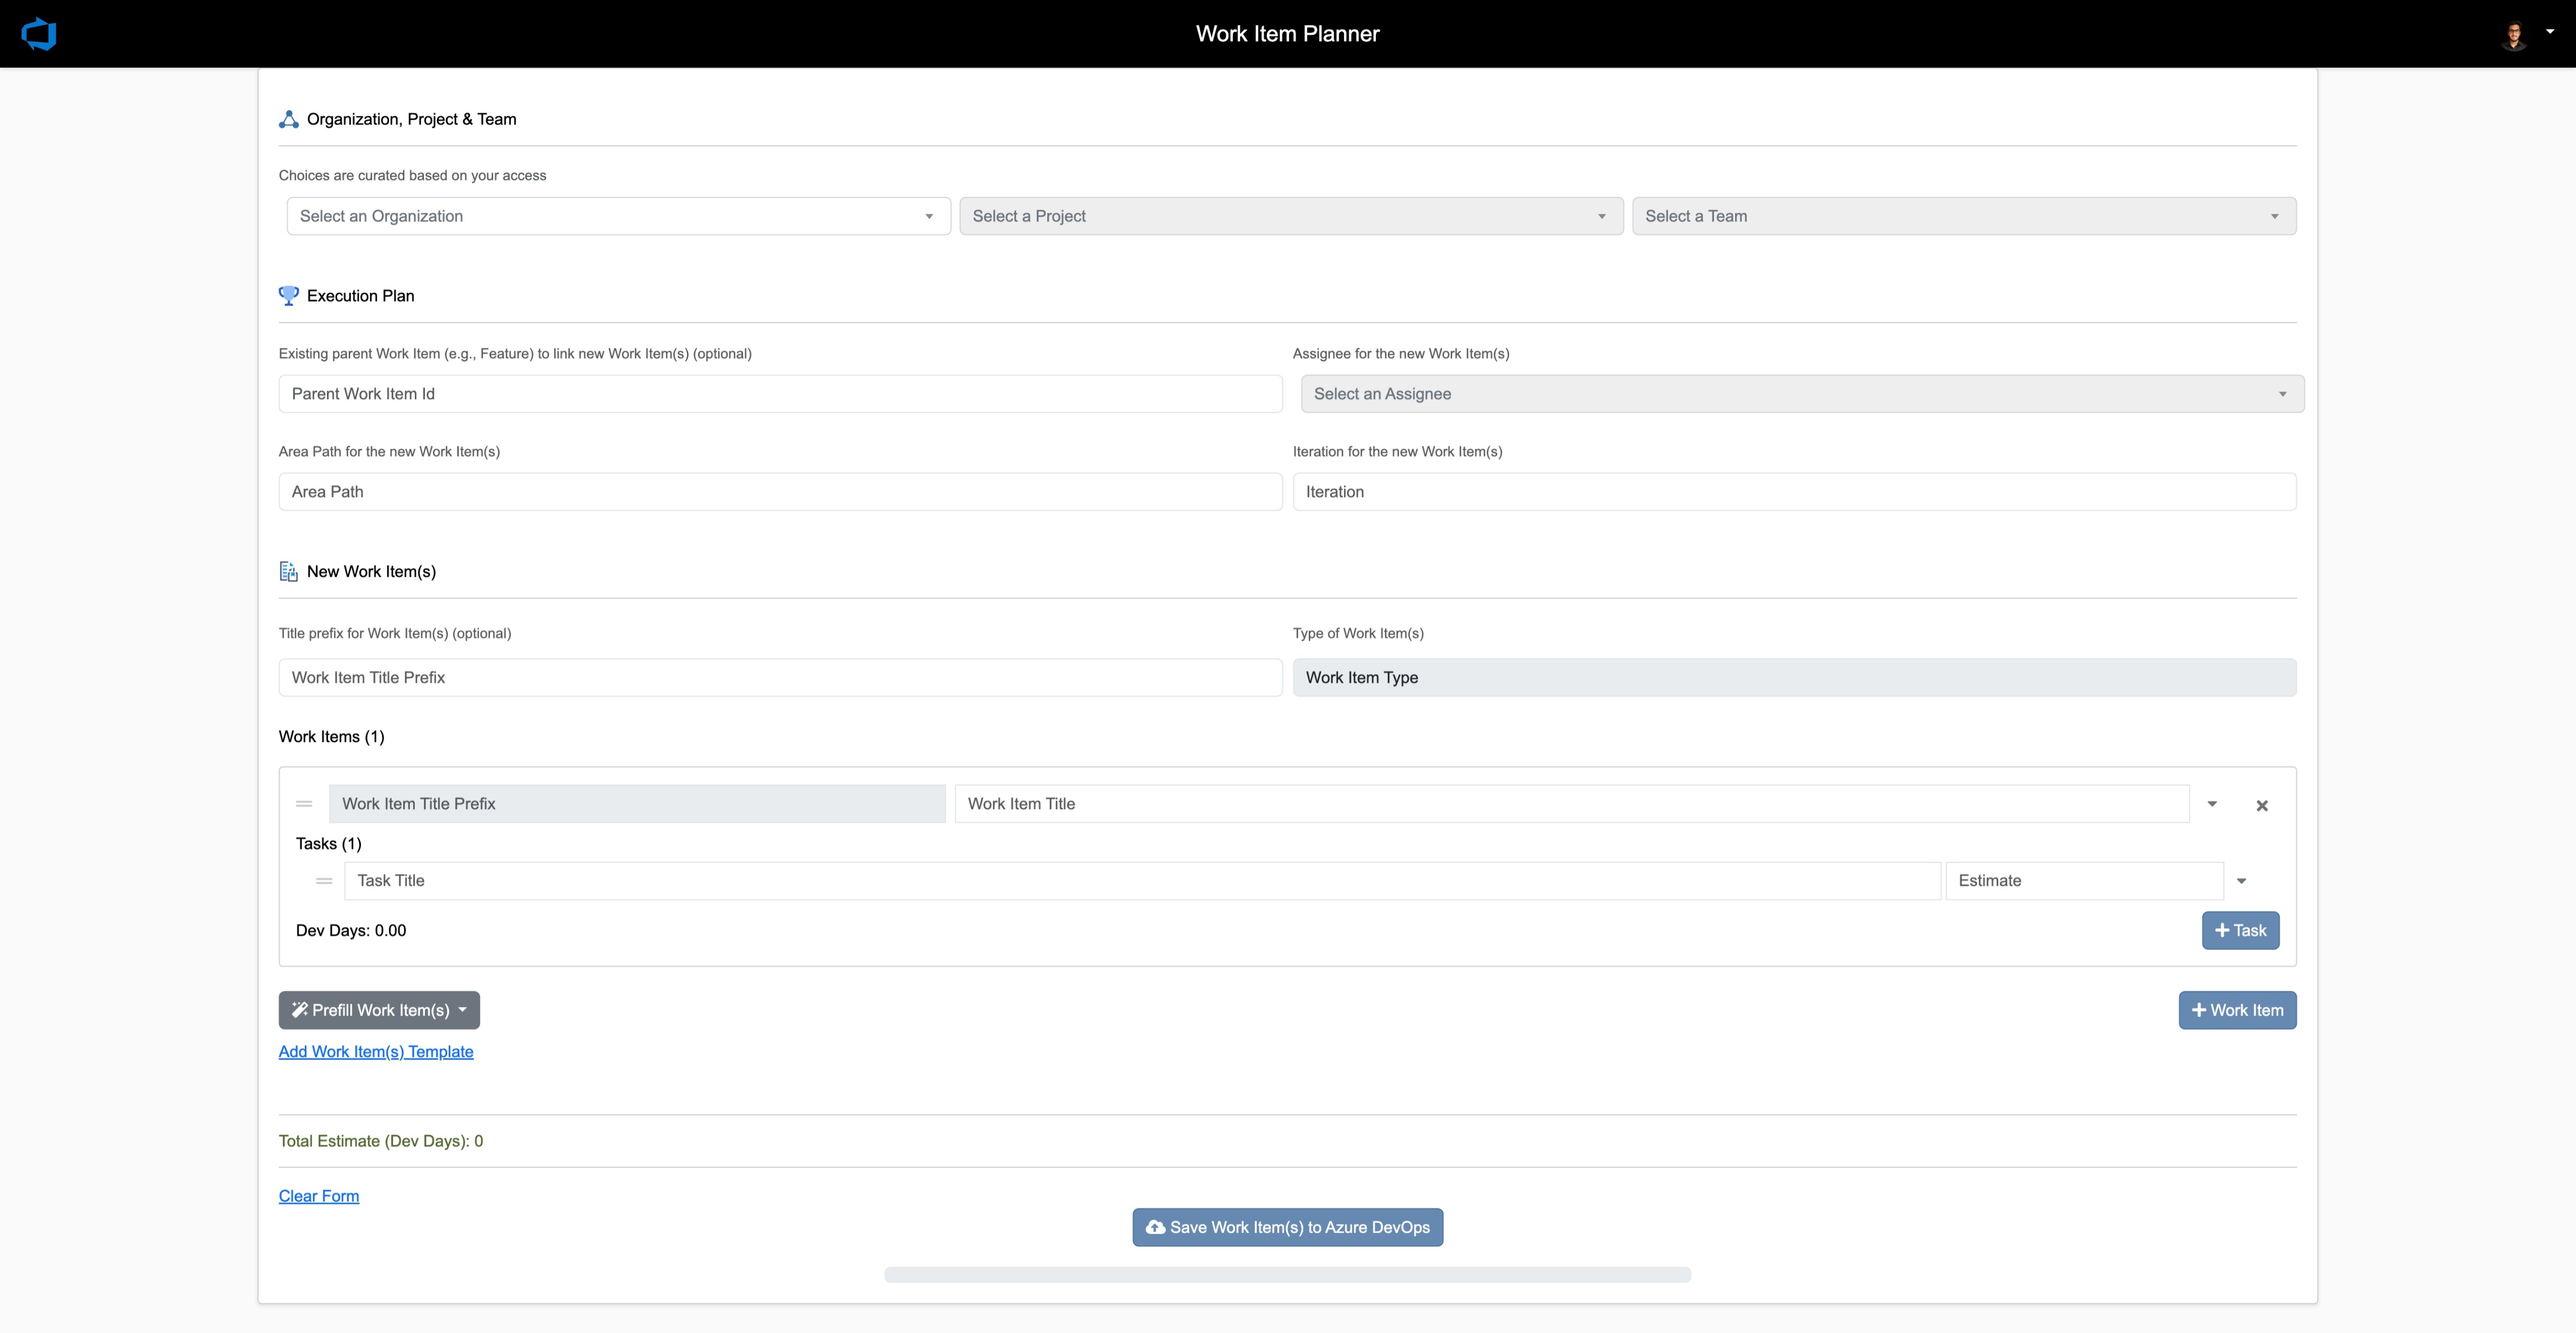 Work Item Planner
Organization, Project & Team
Choices are curated based on your access
Select an Organization
Select a Project
Select a Team
Execution Plan
Existing parent Work Item (e.g., Feature) to link new Work Item(s) (optional)
Assignee for the new Work Item(s)
Parent Work Item Id
Select an Assignee
Area Path for the new Work Item(s)
Iteration for the new Work Item(s)
Area Path
Iteration
New Work Item(s)
Title prefix for Work Item(s) (optional)
Type of Work Item(s)
Work Item Title Prefix
Work Item Type
Work Items (1)
Work Item Title Prefix
Work Item Title
Tasks (1)
Task Title
Estimate
Dev Days: 0.00
+ Task
Prefill Work Item(s)
+ Work Item
Add Work Item(s) Template
Total Estimate (Dev Days): 0
Clear Form
Save Work Item(s) to Azure DevOps